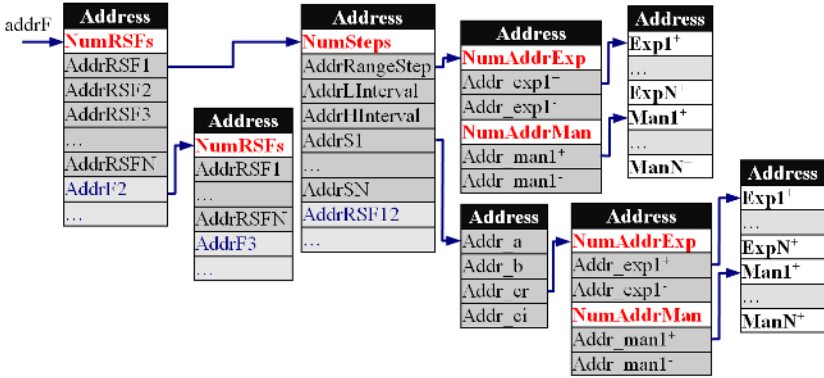 addrF
Address
NumRSFs
AddrRSF1
AddrRSF2
AddrRSF3
...
AddrRSFN
AddrF2
...
Address
NumRSFs
AddrRSF1
...
AddrRSFN
AddrF3
...
Address
NumSteps
AddrRangeStep
AddrLInterval
AddrHInterval
AddrS1
...
AddrSN
AddrRSF12
...
Address
NumAddrExp
Addr_exp1+
Addr_exp1-
NumAddrMan
Addr_man1+
Addr_man1-
Address
Exp1+
...
ExpN+
Man1+
...
ManN+
Address
Addr_a
Addr_b
Addr_cr
Addr_ci
Address
NumAddrExp
Addr_exp1+
Addr_exp1-
NumAddrMan
Addr_man1+
Addr_man1-
Address
Exp1+
...
ExpN+
Man1+
...
ManN+